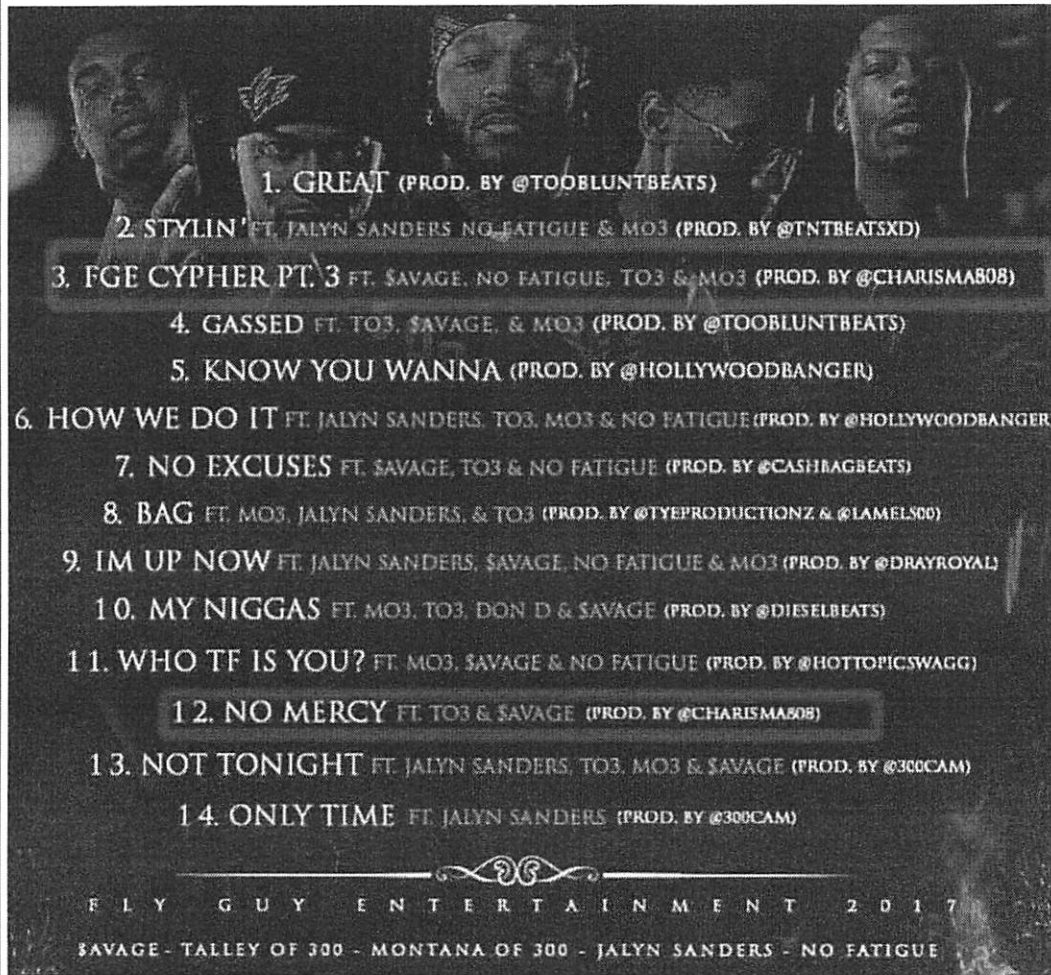 1. GREAT (PROD. BY @TOOBLUNTBEATS)
2. STYLIN' FT. JALYN SANDERS NO FATIGUE & MO3 (PROD. BY @TNTBEATSXD)
3. FGE CYPHER PT. 3 FT. $AVAGE, NO FATIGUE, TO3 & MO3 (PROD. BY @CHARISMA808)
4. GASSED FT. TO3, $AVAGE, & MO3 (PROD. BY @TOOBLUNTBEATS)
5. KNOW YOU WANNA (PROD. BY @HOLLYWOODBANGER)
6. HOW WE DO IT FT. JALYN SANDERS, TO3, MO3 & NO FATIGUE (PROD. BY @HOLLYWOODBANGER
7. NO EXCUSES FT. $AVAGE, TO3 & NO FATIGUE (PROD. BY @CASHBAGBEATS)
8. BAG FT. MO3, JALYN SANDERS, & TO3 (PROD. BY @TYEPRODUCTIONZ & @LAMEL500)
9. IM UP NOW FT. JALYN SANDERS, $AVAGE, NO FATIGUE & MO3 (PROD. BY @DRAYROYAL)
10. MY NIGGAS FT. MO3, TO3, DON D & $AVAGE (PROD. BY @DIESELBEATS)
11. WHO TF IS YOU? FT. MO3, $AVAGE & NO FATIGUE (PROD. BY @HOTTOPICSWAGG)
12. NO MERCY FT. TO3 & $AVAGE (PROD. BY @CHARISMA808)
13. NOT TONIGHT FT. JALYN SANDERS, TO3, MO3 & $AVAGE (PROD. BY @300CAM)
14. ONLY TIME FT. JALYN SANDERS (PROD. BY @300CAM)
FLY GUY ENTERTAINMENT 2017
$AVAGE - TALLEY OF 300 - MONTANA OF 300 - JALYN SANDERS - NO FATIGUE